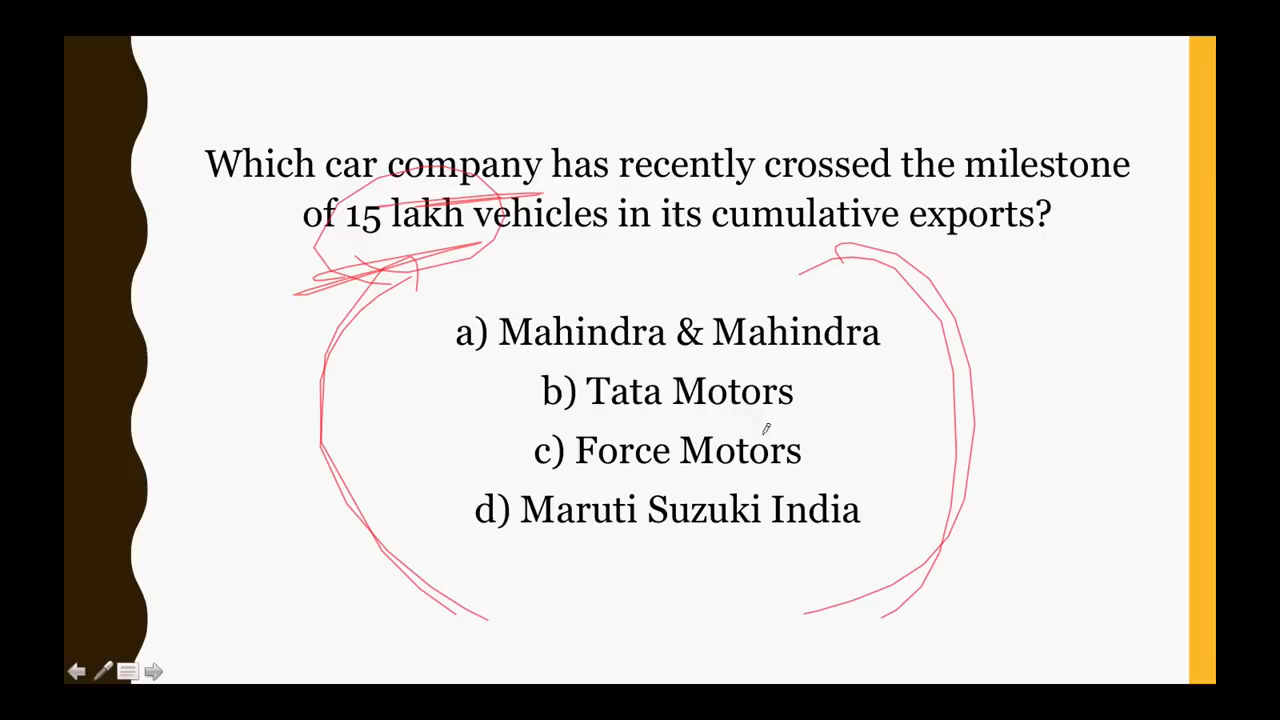 Which car company has recently crossed the milestone
of 15 lakh vehicles in its cumulative exports?
a) Mahindra & Mahindra
b) Tata Motors
c) Force Motors
d) Maruti Suzuki India